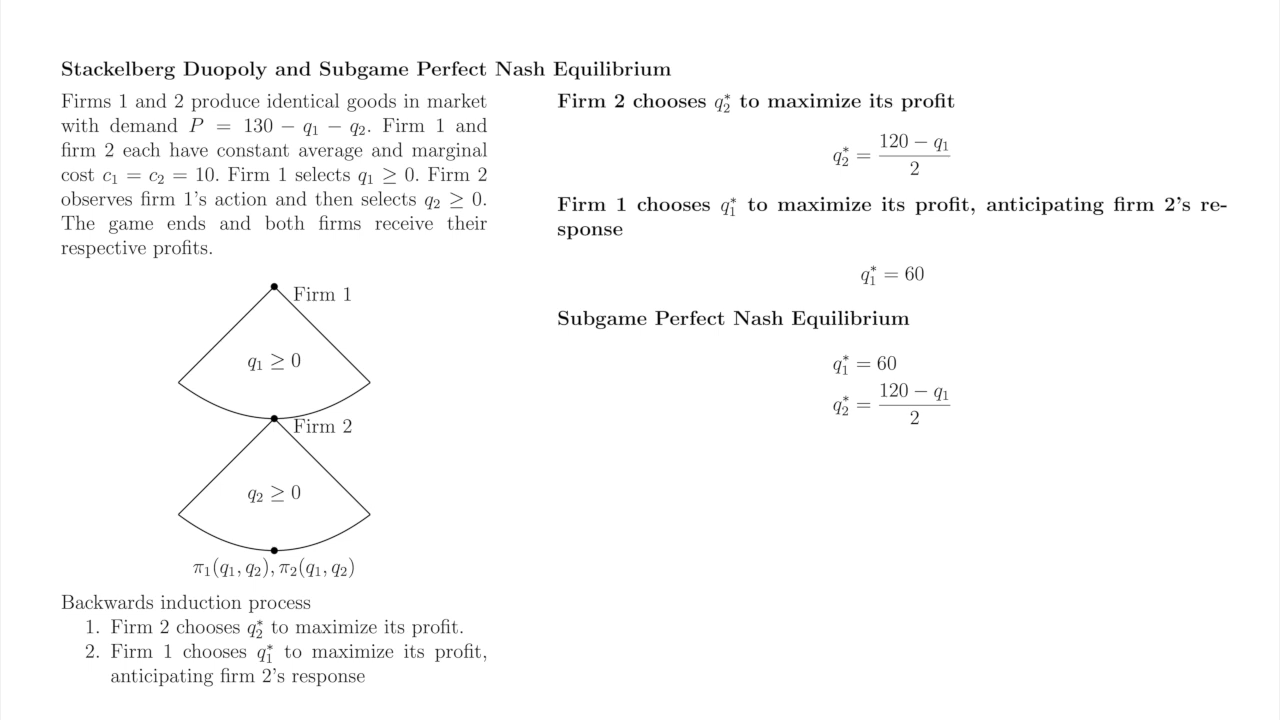 Stackelberg Duopoly and Subgame Perfect Nash Equilibrium
Firms 1 and 2 produce identical goods in market
with demand P = 130 − q₁ − q₂. Firm 1 and
firm 2 each have constant average and marginal
cost c₁ = c₂ = 10. Firm 1 selects q₁ ≥ 0. Firm 2
observes firm 1's action and then selects q₂ ≥ 0.
The game ends and both firms receive their
respective profits.
Firm 1
q₁ ≥ 0
Firm 2
q₂ ≥ 0
π₁(q₁, q₂), π₂(q₁, q₂)
Backwards induction process
1. Firm 2 chooses q₂* to maximize its profit.
2. Firm 1 chooses q₁* to maximize its profit,
anticipating firm 2's response
Firm 2 chooses q₂* to maximize its profit
q₂* = (120 − q₁)/2
Firm 1 chooses q₁* to maximize its profit, anticipating firm 2's re-
sponse
q₁* = 60
Subgame Perfect Nash Equilibrium
q₁* = 60
q₂* = (120 − q₁)/2